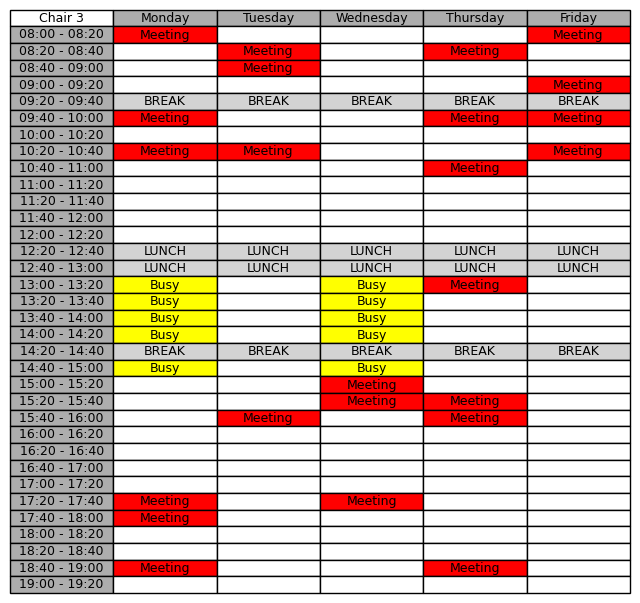 Chair 3 Monday Tuesday Wednesday Thursday Friday
08:00 - 08:20 Meeting Meeting
08:20 - 08:40 Meeting Meeting
08:40 - 09:00 Meeting
09:00 - 09:20 Meeting
09:20 - 09:40 BREAK BREAK BREAK BREAK BREAK
09:40 - 10:00 Meeting Meeting Meeting
10:00 - 10:20
10:20 - 10:40 Meeting Meeting Meeting
10:40 - 11:00 Meeting
11:00 - 11:20
11:20 - 11:40
11:40 - 12:00
12:00 - 12:20
12:20 - 12:40 LUNCH LUNCH LUNCH LUNCH LUNCH
12:40 - 13:00 LUNCH LUNCH LUNCH LUNCH LUNCH
13:00 - 13:20 Busy Busy Meeting
13:20 - 13:40 Busy Busy
13:40 - 14:00 Busy Busy
14:00 - 14:20 Busy Busy
14:20 - 14:40 BREAK BREAK BREAK BREAK BREAK
14:40 - 15:00 Busy Busy
15:00 - 15:20 Meeting
15:20 - 15:40 Meeting Meeting
15:40 - 16:00 Meeting Meeting
16:00 - 16:20
16:20 - 16:40
16:40 - 17:00
17:00 - 17:20
17:20 - 17:40 Meeting Meeting
17:40 - 18:00 Meeting
18:00 - 18:20
18:20 - 18:40
18:40 - 19:00 Meeting Meeting
19:00 - 19:20